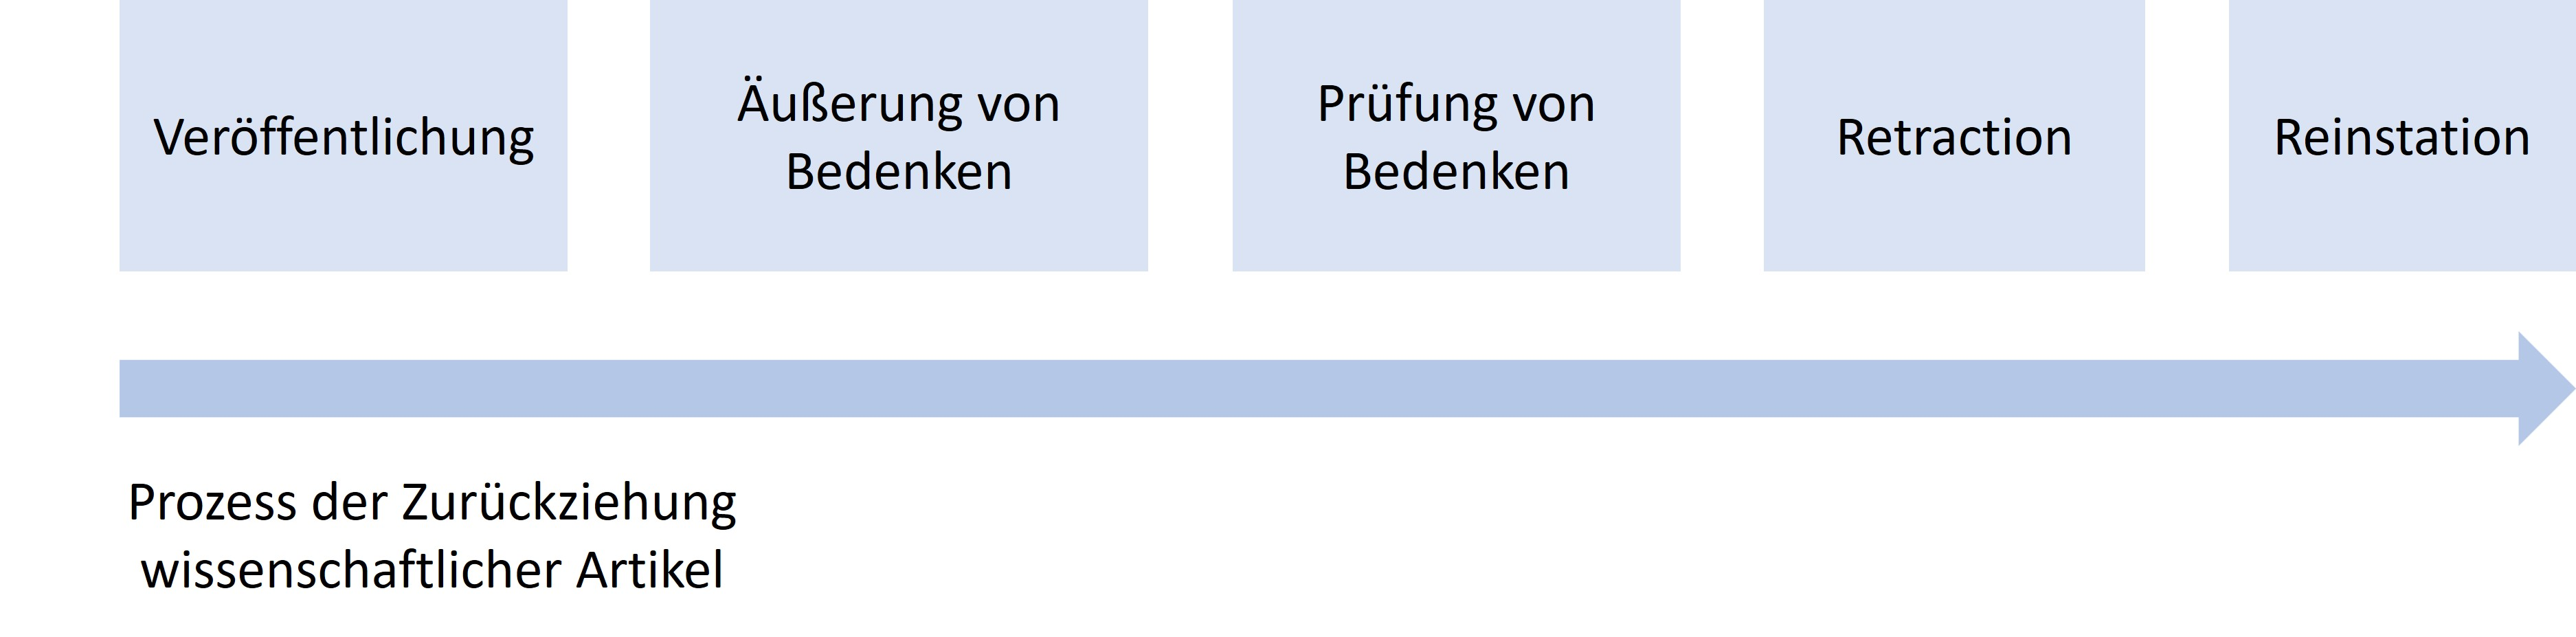 Veröffentlichung
Äußerung von
Bedenken
Prüfung von
Bedenken
Retraction
Reinstation
Prozess der Zurückziehung
wissenschaftlicher Artikel